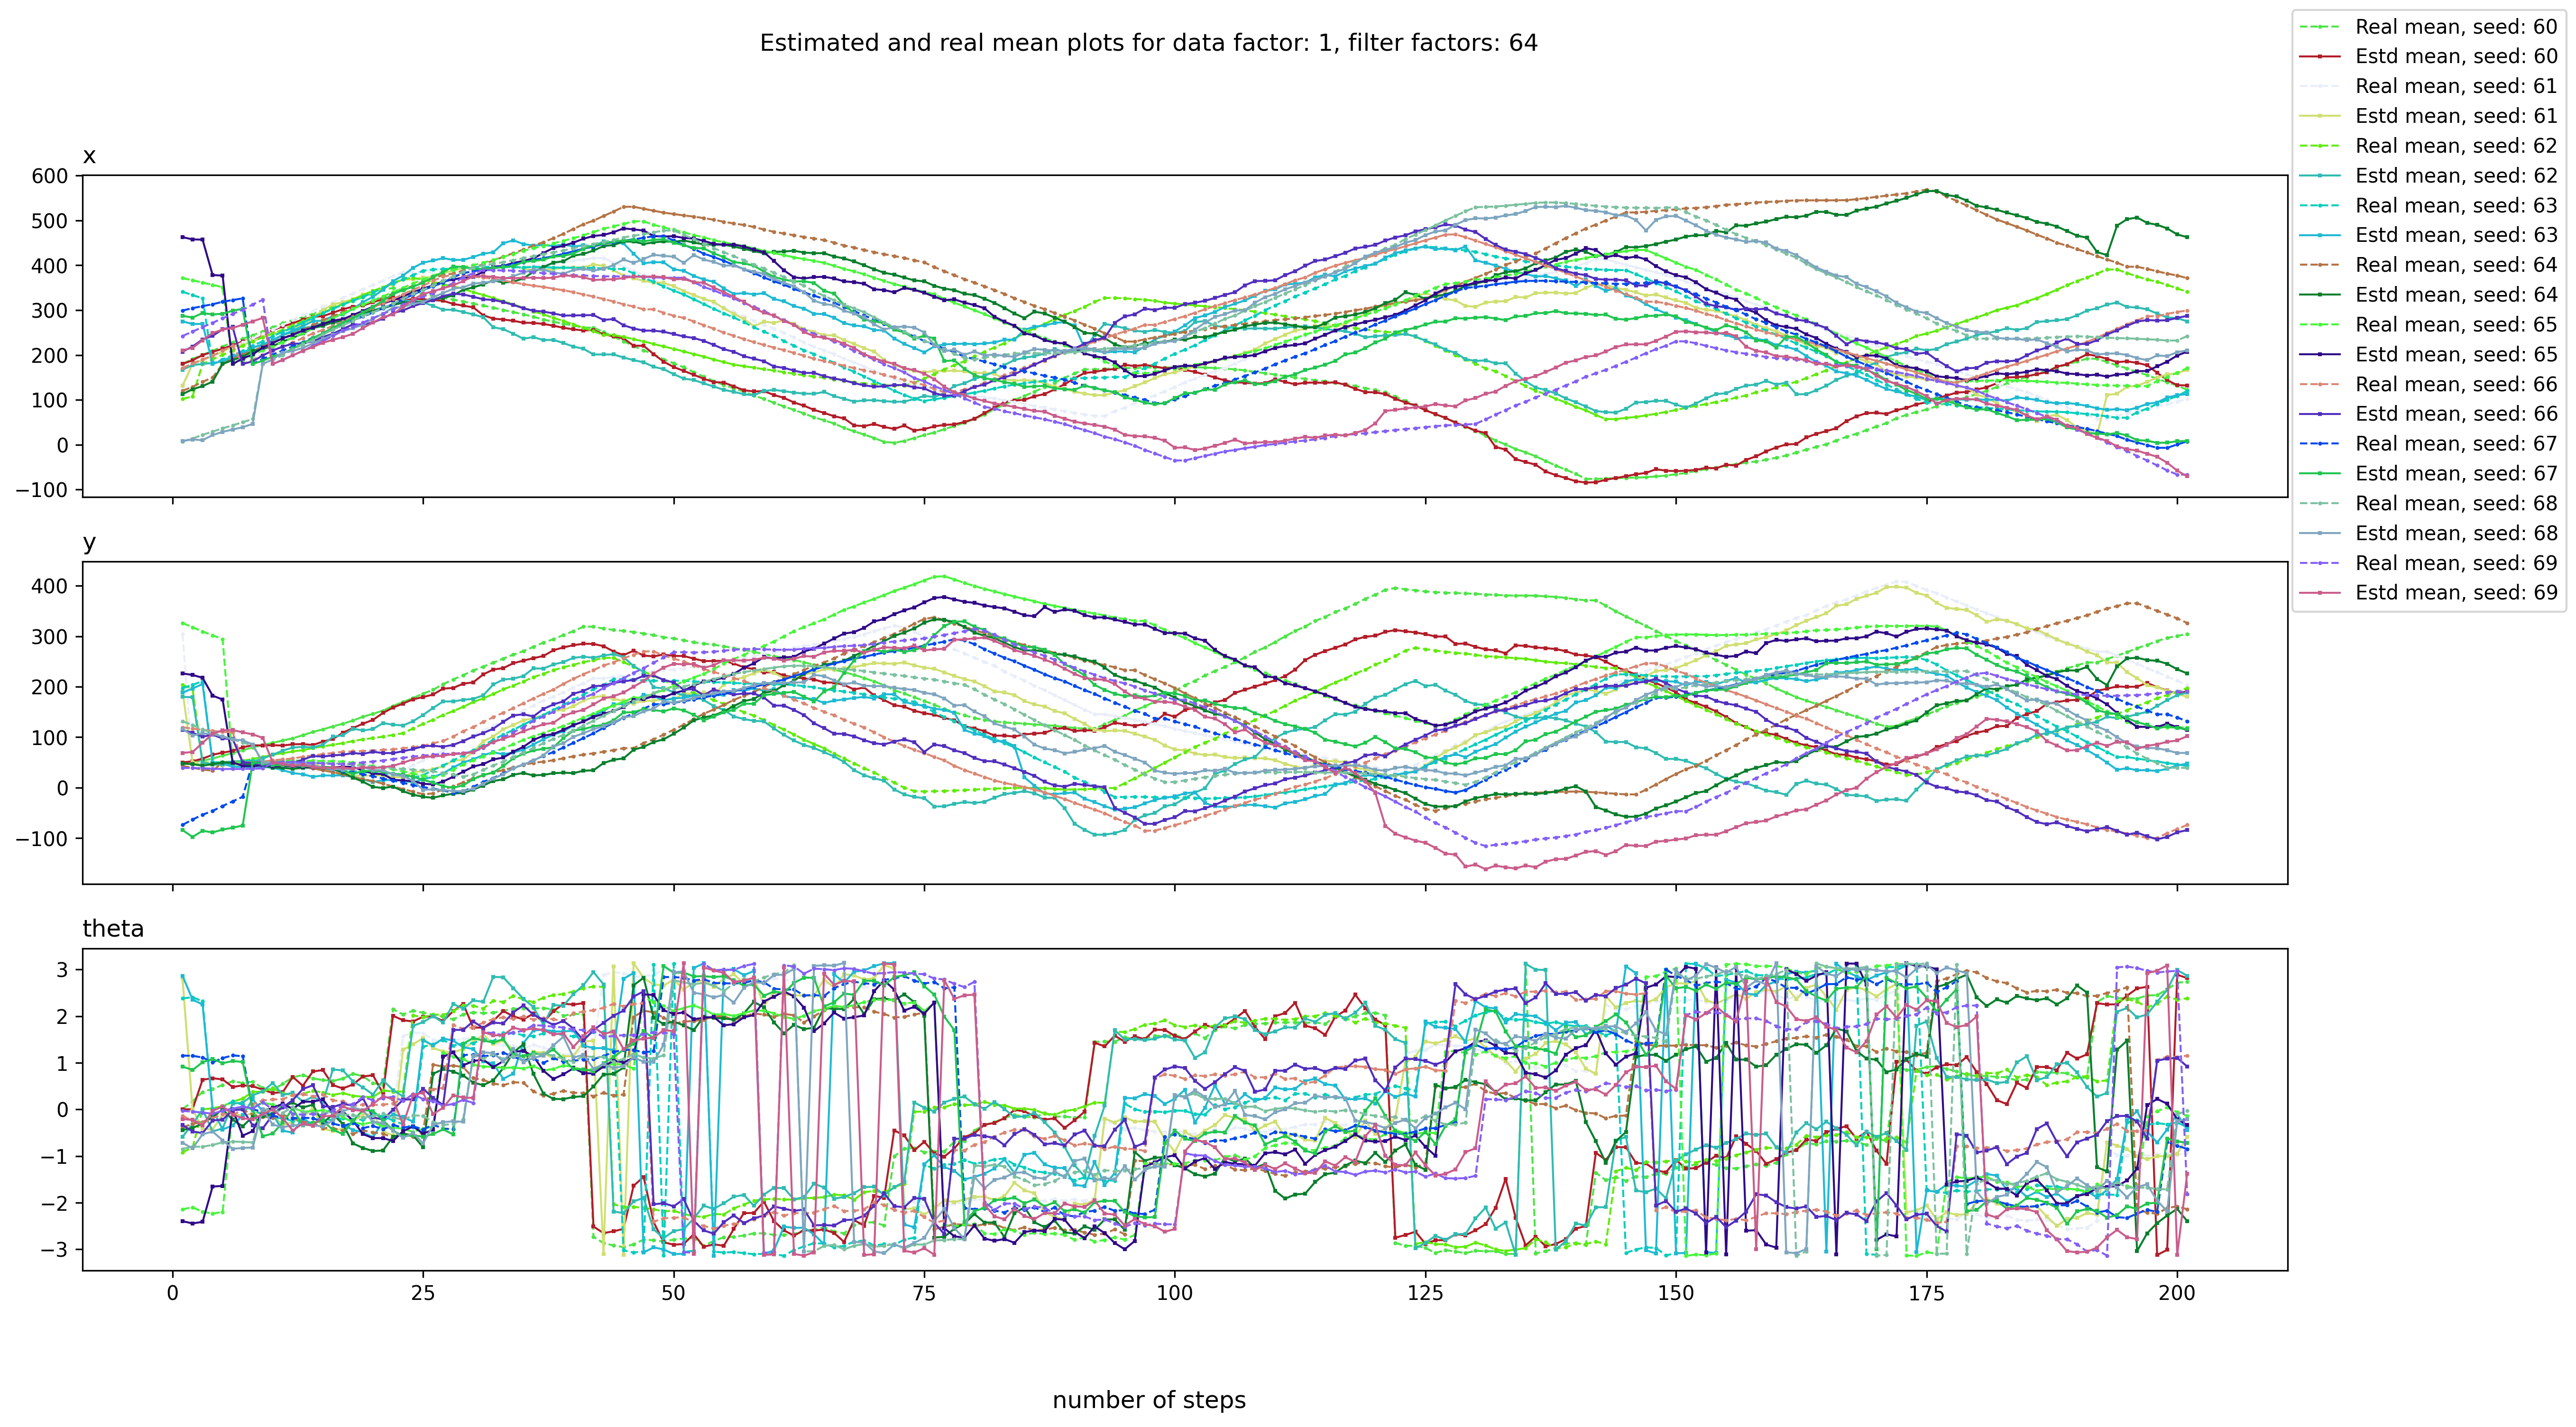 Estimated and real mean plots for data factor: 1, filter factors: 64
Real mean, seed: 60
Estd mean, seed: 60
Real mean, seed: 61
Estd mean, seed: 61
Real mean, seed: 62
Estd mean, seed: 62
Real mean, seed: 63
Estd mean, seed: 63
Real mean, seed: 64
Estd mean, seed: 64
Real mean, seed: 65
Estd mean, seed: 65
Real mean, seed: 66
Estd mean, seed: 66
Real mean, seed: 67
Estd mean, seed: 67
Real mean, seed: 68
Estd mean, seed: 68
Real mean, seed: 69
Estd mean, seed: 69
x
600
500
400
300
200
100
0
−100
y
400
300
200
100
0
−100
theta
3
2
1
0
−1
−2
−3
0 25 50 75 100 125 150 175 200
number of steps